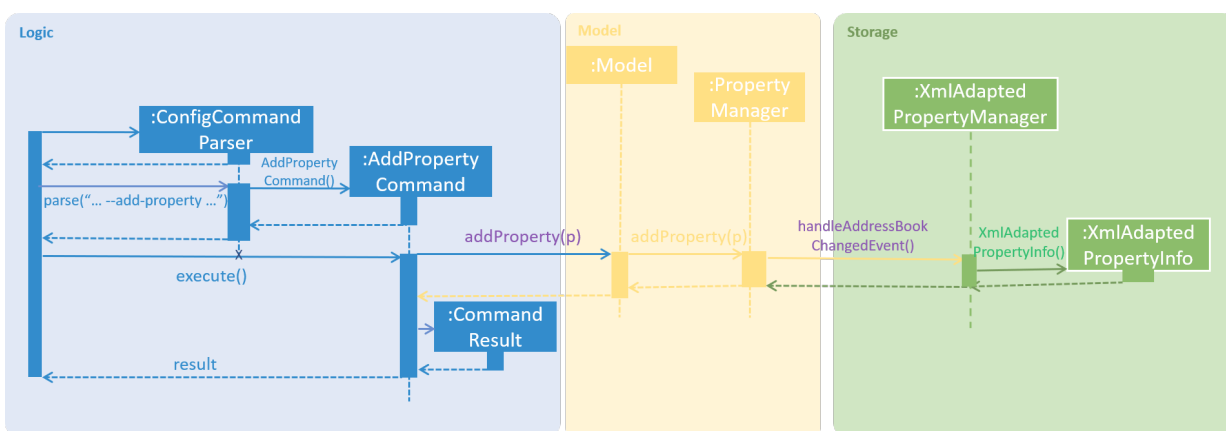 Logic
Model
Storage
:Model
:Property
Manager
:XmlAdapted
PropertyManager
:ConfigCommand
Parser
AddProperty
Command()
:AddProperty
Command
parse("... --add-property ...")
X
execute()
addProperty(p)
addProperty(p)
handleAddressBook
ChangedEvent()
XmlAdapted
PropertyInfo()
:XmlAdapted
PropertyInfo
:Command
Result
result